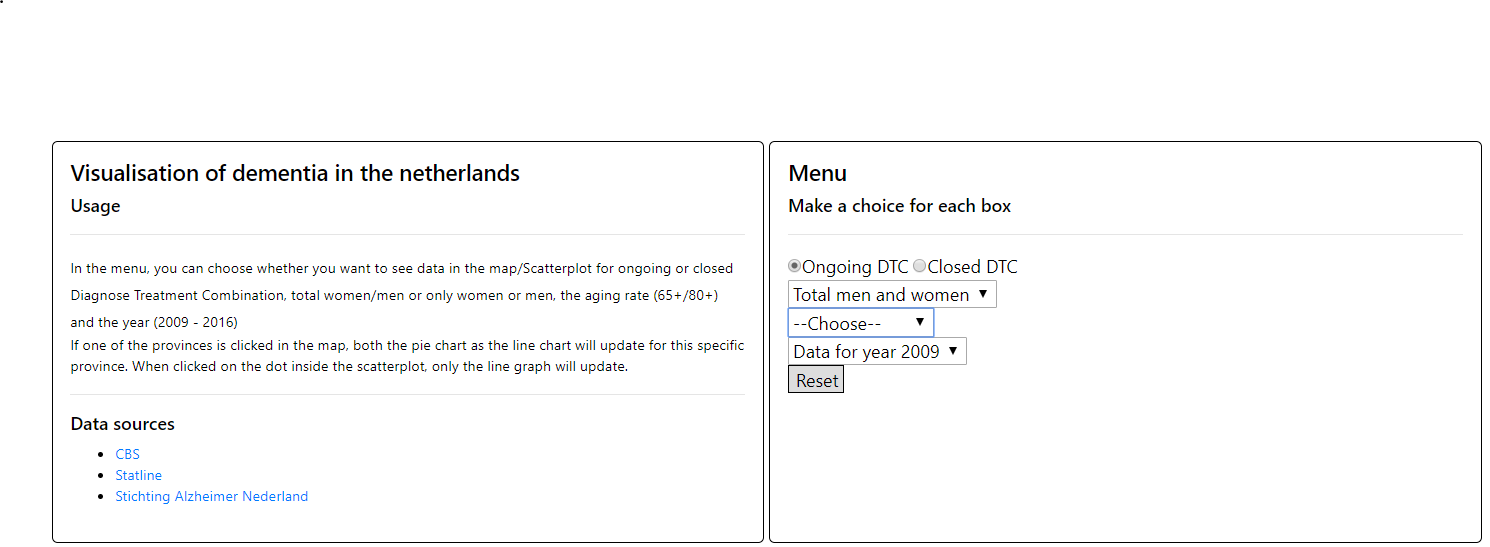 Visualisation of dementia in the netherlands
Usage
In the menu, you can choose whether you want to see data in the map/Scatterplot for ongoing or closed
Diagnose Treatment Combination, total women/men or only women or men, the aging rate (65+/80+)
and the year (2009 - 2016)
If one of the provinces is clicked in the map, both the pie chart as the line chart will update for this specific
province. When clicked on the dot inside the scatterplot, only the line graph will update.
Data sources
CBS
Statline
Stichting Alzheimer Nederland
Menu
Make a choice for each box
Ongoing DTC Closed DTC
Total men and women
--Choose--
Data for year 2009
Reset